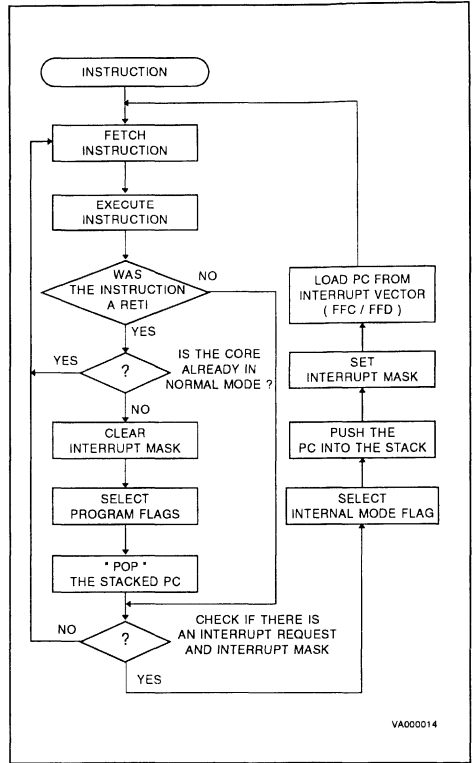 INSTRUCTION
FETCH
INSTRUCTION
EXECUTE
INSTRUCTION
WAS
THE INSTRUCTION
A RETI
NO
YES
YES
?
IS THE CORE
ALREADY IN
NORMAL MODE ?
NO
CLEAR
INTERRUPT MASK
SELECT
PROGRAM FLAGS
" POP "
THE STACKED PC
NO
?
CHECK IF THERE IS
AN INTERRUPT REQUEST
AND INTERRUPT MASK
YES
LOAD PC FROM
INTERRUPT VECTOR
( FFC / FFD )
SET
INTERRUPT MASK
PUSH THE
PC INTO THE STACK
SELECT
INTERNAL MODE FLAG
VA000014